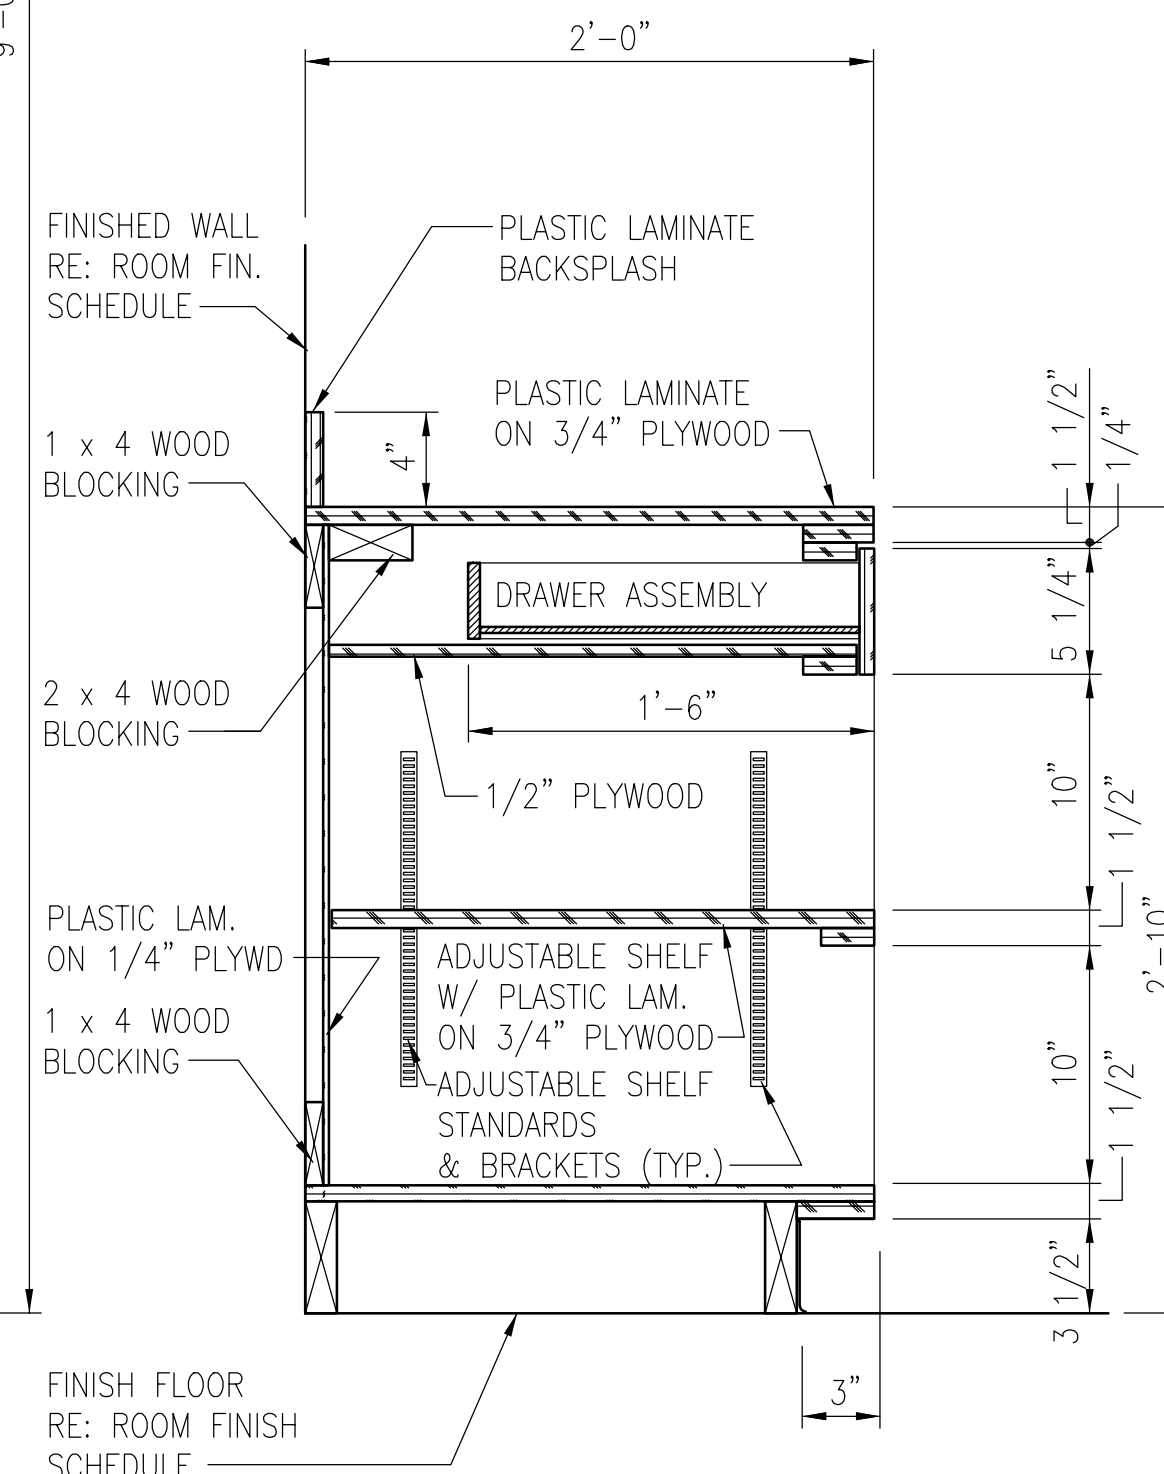 2'-0"
FINISHED WALL
RE: ROOM FIN.
SCHEDULE
PLASTIC LAMINATE
BACKSPLASH
PLASTIC LAMINATE
ON 3/4" PLYWOOD
1 1/2"
1/4"
4"
1 x 4 WOOD
BLOCKING
DRAWER ASSEMBLY
5 1/4"
2 x 4 WOOD
BLOCKING
1'-6"
1/2" PLYWOOD
10"
1 1/2"
PLASTIC LAM.
ON 1/4" PLYWD
ADJUSTABLE SHELF
W/ PLASTIC LAM.
ON 3/4" PLYWOOD
2'-10"
1 x 4 WOOD
BLOCKING
ADJUSTABLE SHELF
STANDARDS
& BRACKETS (TYP.)
10"
1 1/2"
3 1/2"
3"
FINISH FLOOR
RE: ROOM FINISH
SCHEDULE